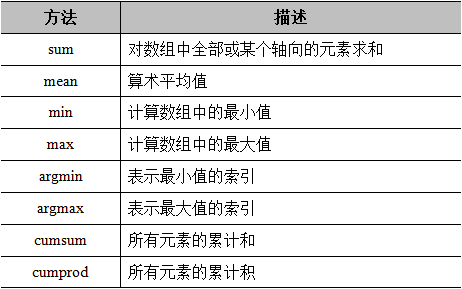 方法 描述
sum 对数组中全部或某个轴向的元素求和
mean 算术平均值
min 计算数组中的最小值
max 计算数组中的最大值
argmin 表示最小值的索引
argmax 表示最大值的索引
cumsum 所有元素的累计和
cumprod 所有元素的累计积